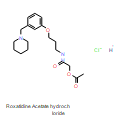 N
O
N
H
O
O
O
Cl⁻
H⁺
Roxatidine Acetate hydroch
loride